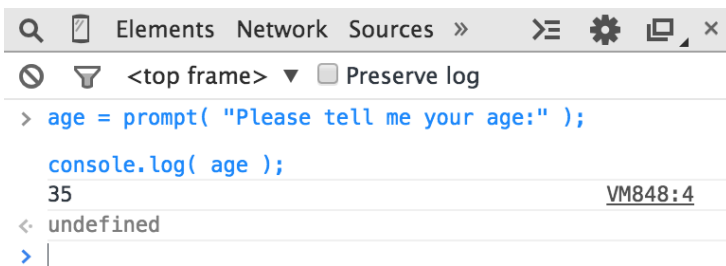 Elements Network Sources »
<top frame> ▼ Preserve log
> age = prompt( "Please tell me your age:" );
console.log( age );
35 VM848:4
undefined
>